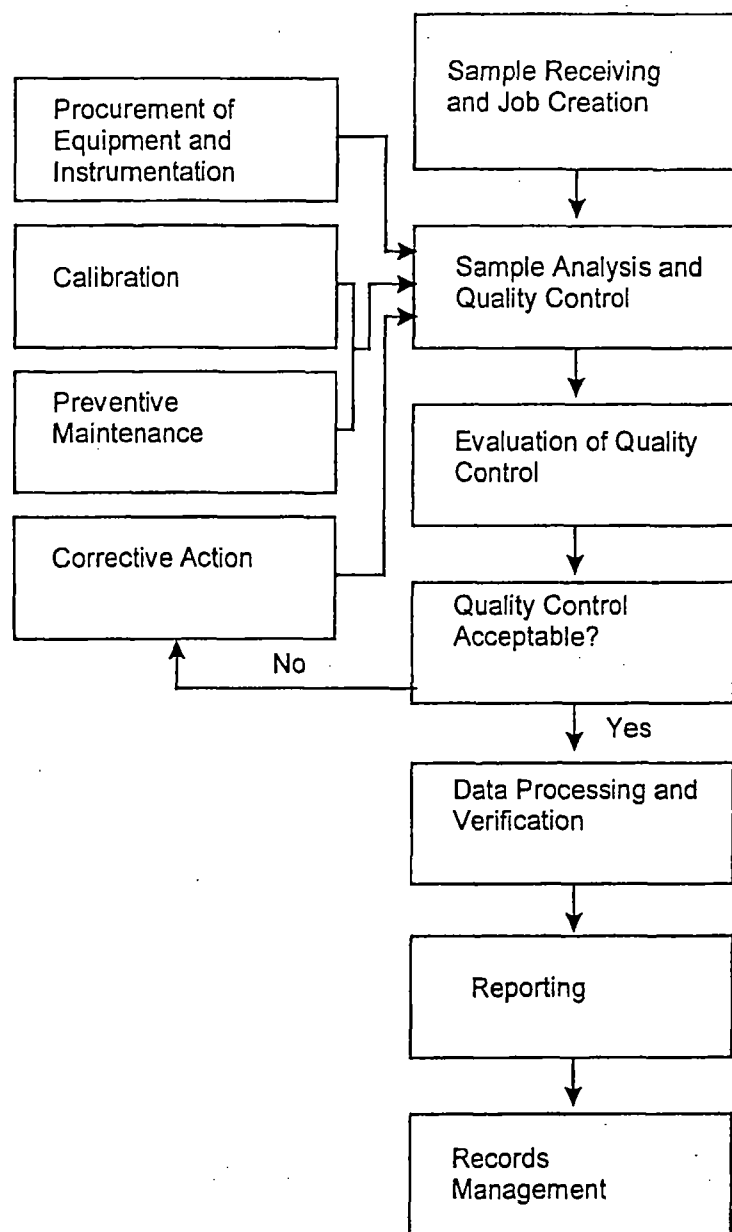 Sample Receiving
and Job Creation
Procurement of
Equipment and
Instrumentation
Calibration
Sample Analysis and
Quality Control
Preventive
Maintenance
Evaluation of Quality
Control
Corrective Action
Quality Control
Acceptable?
No
Yes
Data Processing and
Verification
Reporting
Records
Management